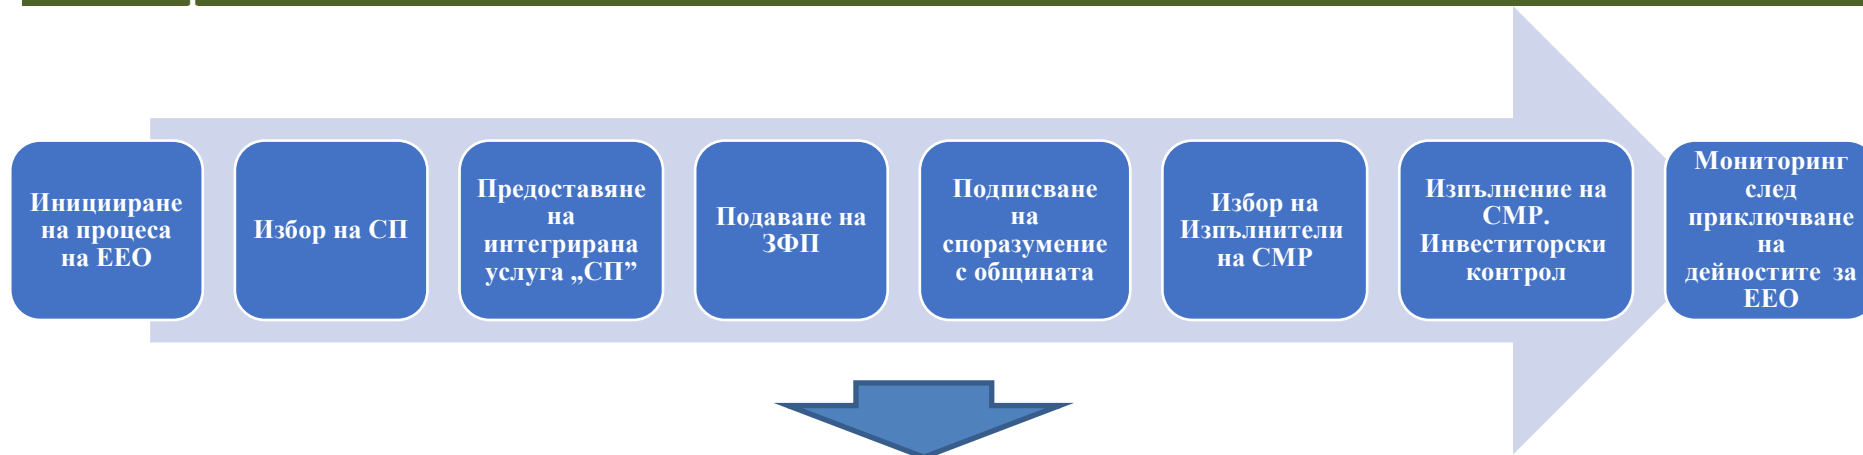 Иницииране
на процеса
на ЕЕО
Избор на СП
Предоставяне
на
интегрирана
услуга „СП”
Подаване на
ЗФП
Подписване
на
споразумение
с общината
Избор на
Изпълнители
на СМР
Изпълнение на
СМР.
Инвеститорски
контрол
Мониторинг
след
приключване
на
дейностите за
ЕЕО